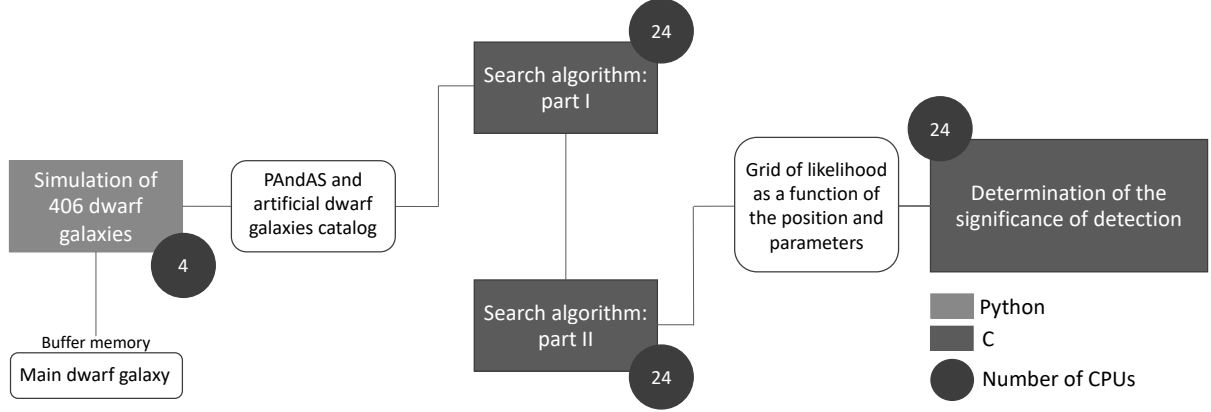 Simulation of
406 dwarf
galaxies
4
Buffer memory
Main dwarf galaxy
PAndAS and
artificial dwarf
galaxies catalog
24
Search algorithm:
part I
Search algorithm:
part II
24
Grid of likelihood
as a function of
the position and
parameters
24
Determination of the
significance of detection
Python
C
Number of CPUs